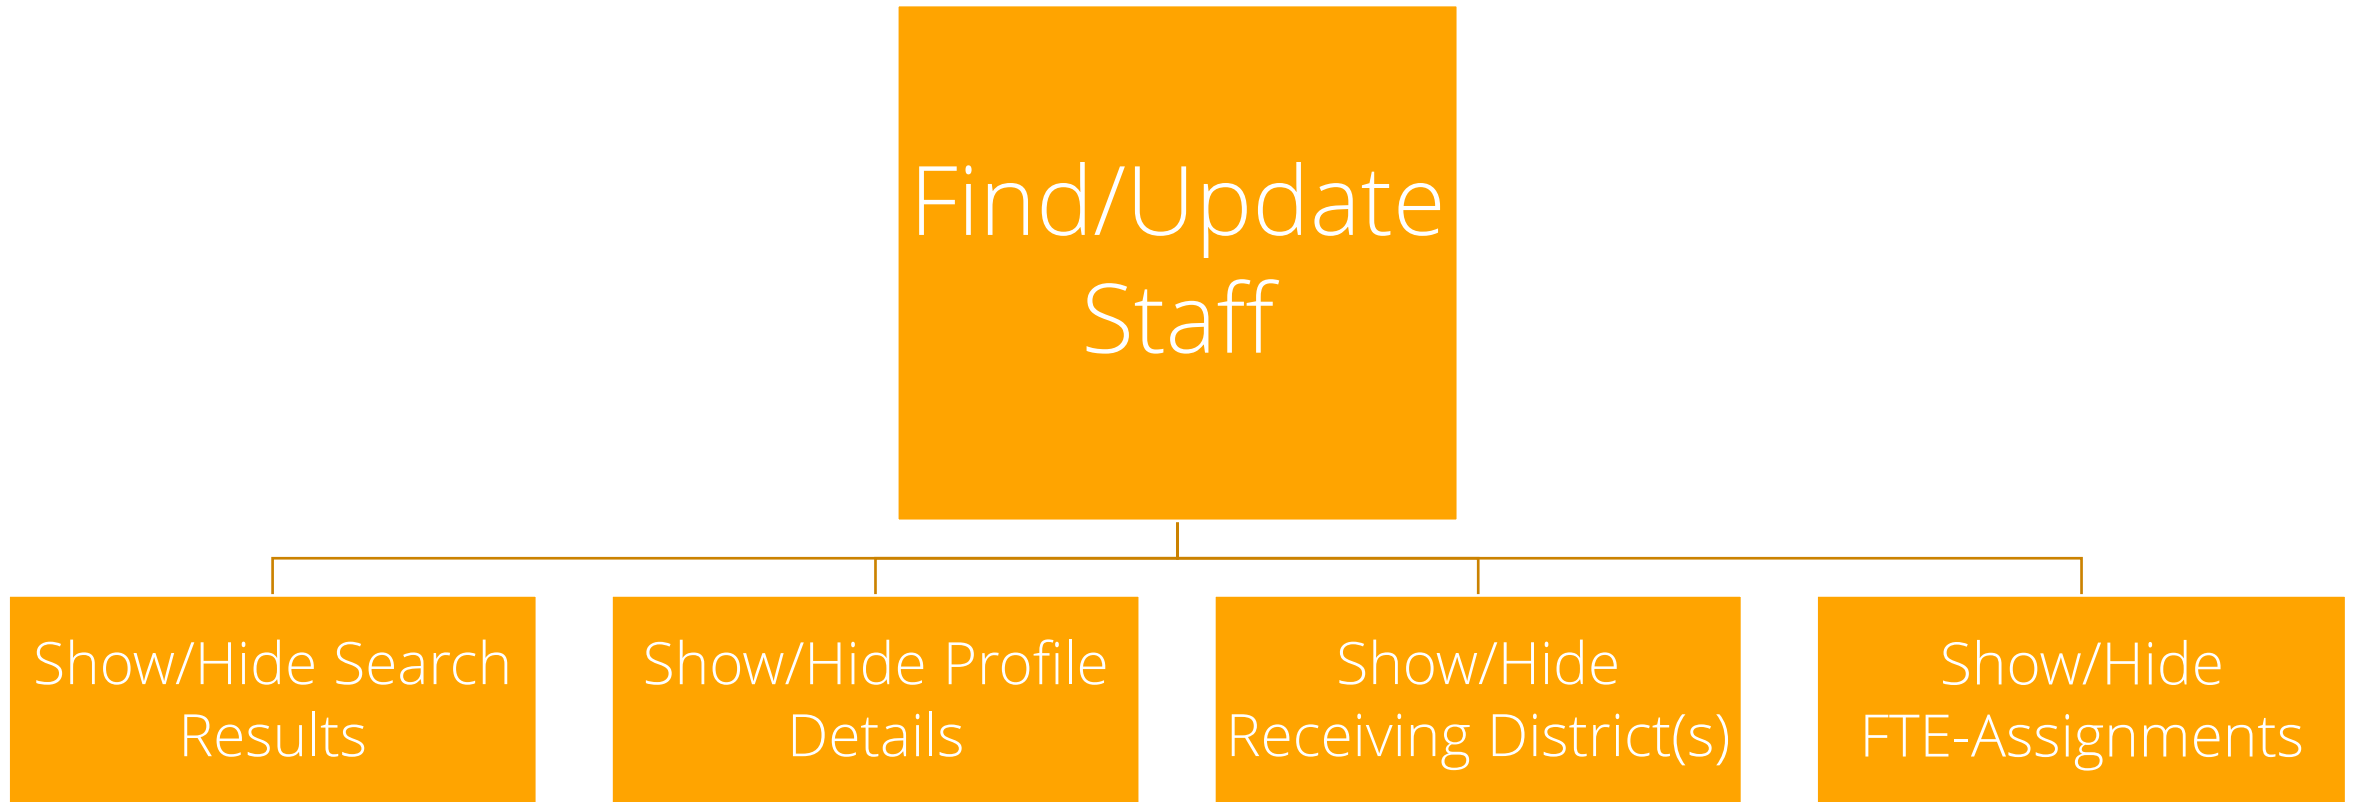 Find/Update
Staff
Show/Hide Search
Results
Show/Hide Profile
Details
Show/Hide
Receiving District(s)
Show/Hide
FTE-Assignments